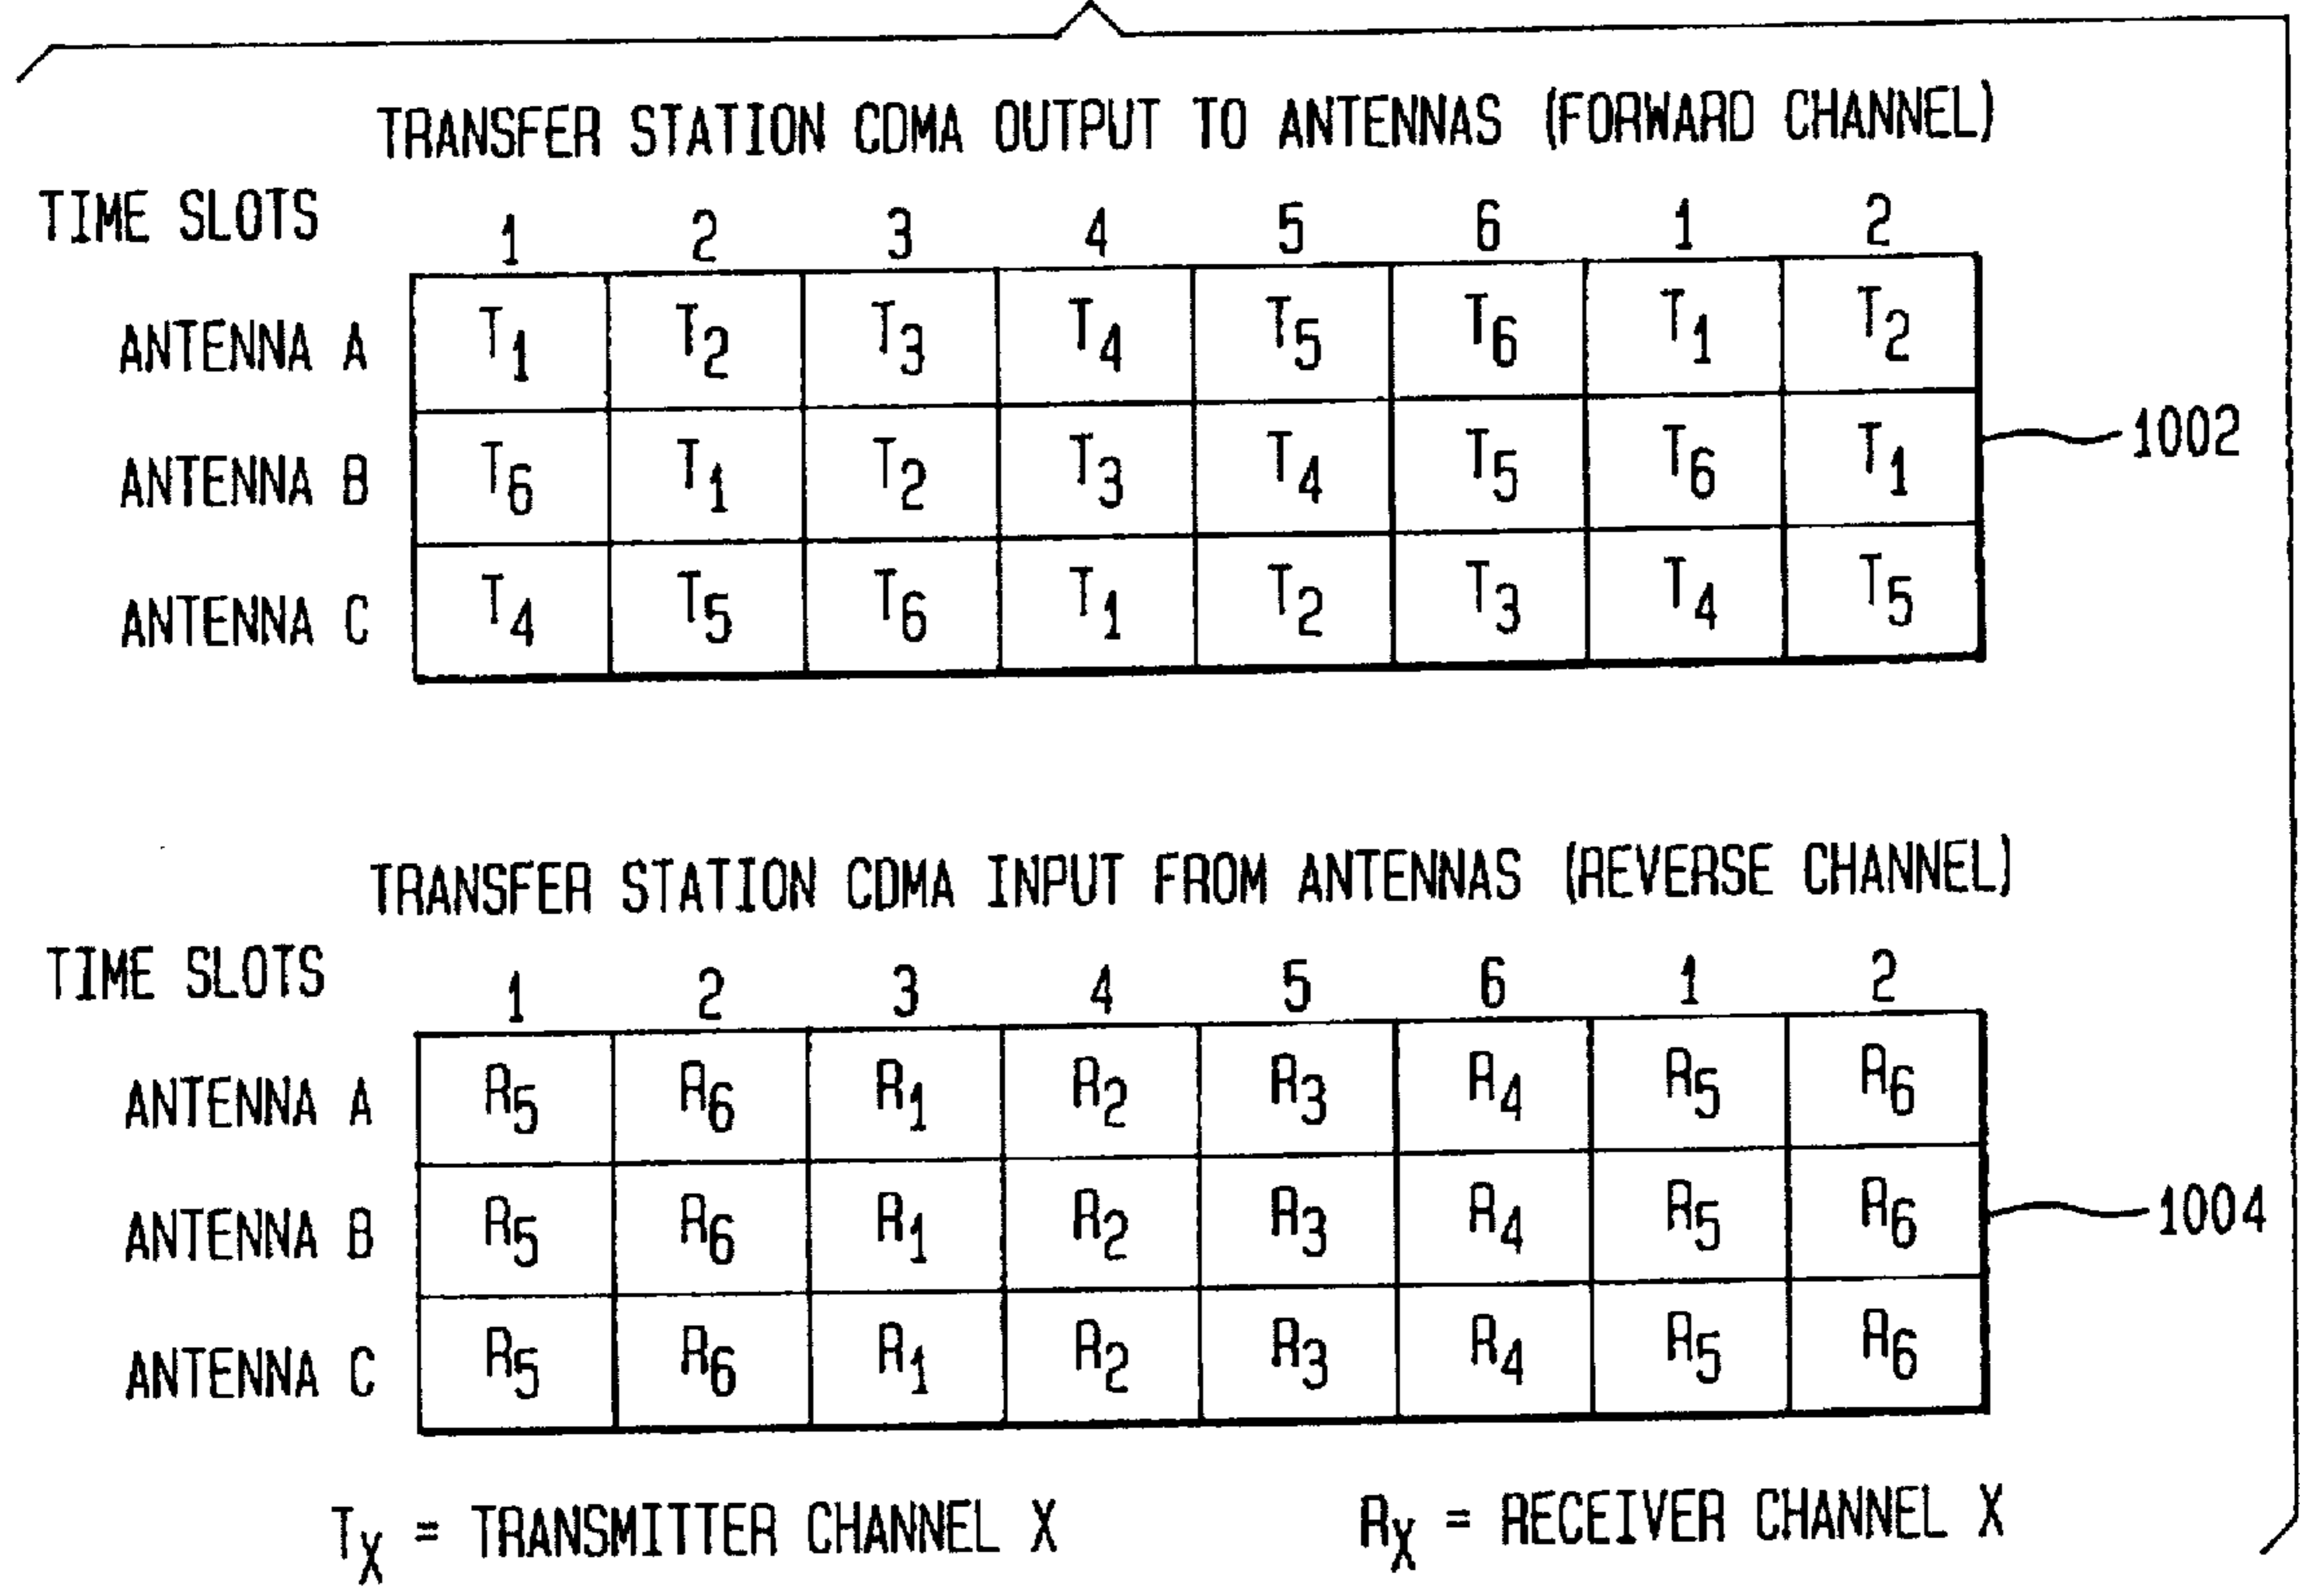 TRANSFER STATION CDMA OUTPUT TO ANTENNAS (FORWARD CHANNEL)
TIME SLOTS 1 2 3 4 5 6 1 2
ANTENNA A T1 T2 T3 T4 T5 T6 T1 T2
ANTENNA B T6 T1 T2 T3 T4 T5 T6 T1
1002
ANTENNA C T4 T5 T6 T1 T2 T3 T4 T5
TRANSFER STATION CDMA INPUT FROM ANTENNAS (REVERSE CHANNEL)
TIME SLOTS 1 2 3 4 5 6 1 2
ANTENNA A R5 R6 R1 R2 R3 R4 R5 R6
ANTENNA B R5 R6 R1 R2 R3 R4 R5 R6
1004
ANTENNA C R5 R6 R1 R2 R3 R4 R5 R6
TX = TRANSMITTER CHANNEL X
RX = RECEIVER CHANNEL X